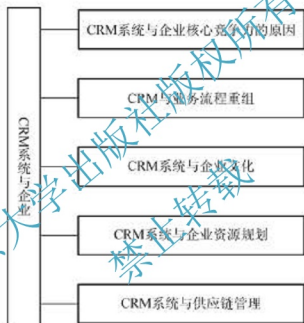 CRM系统与企业
CRM系统与企业核心竞争力的原因
CRM与业务流程重组
CRM系统与企业文化
CRM系统与企业资源规划
CRM系统与供应链管理
大学出版社版权所有
禁止转载